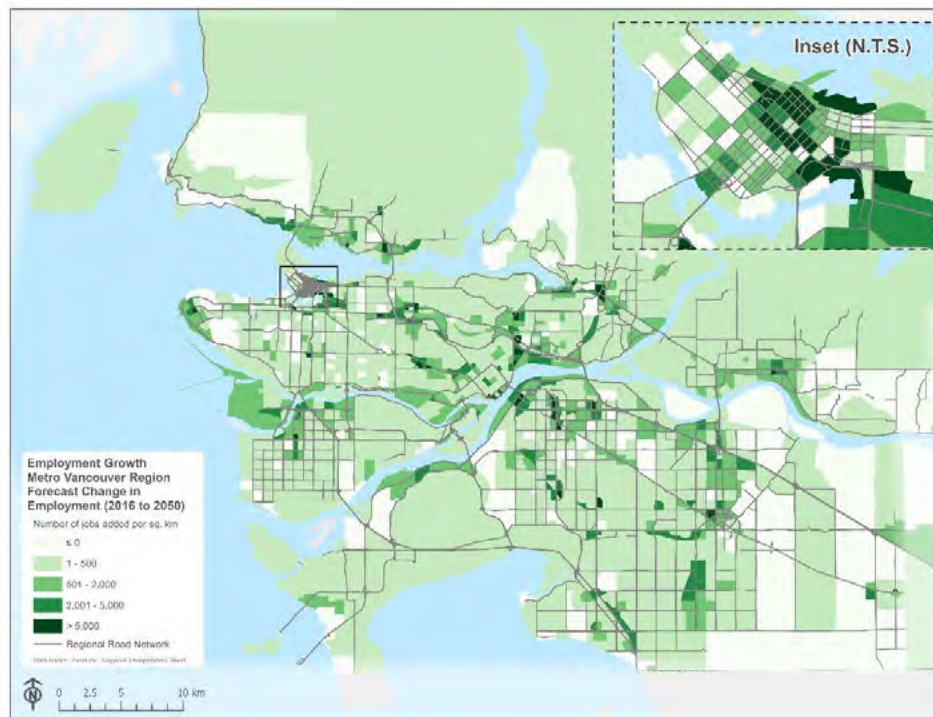 Inset (N.T.S.)
Employment Growth
Metro Vancouver Region
Forecast Change in
Employment (2016 to 2050)
Number of jobs added per sq. km
≤ 0
1 - 500
501 - 2,000
2,001 - 5,000
> 5,000
Regional Road Network
N
0 2.5 5 10 km